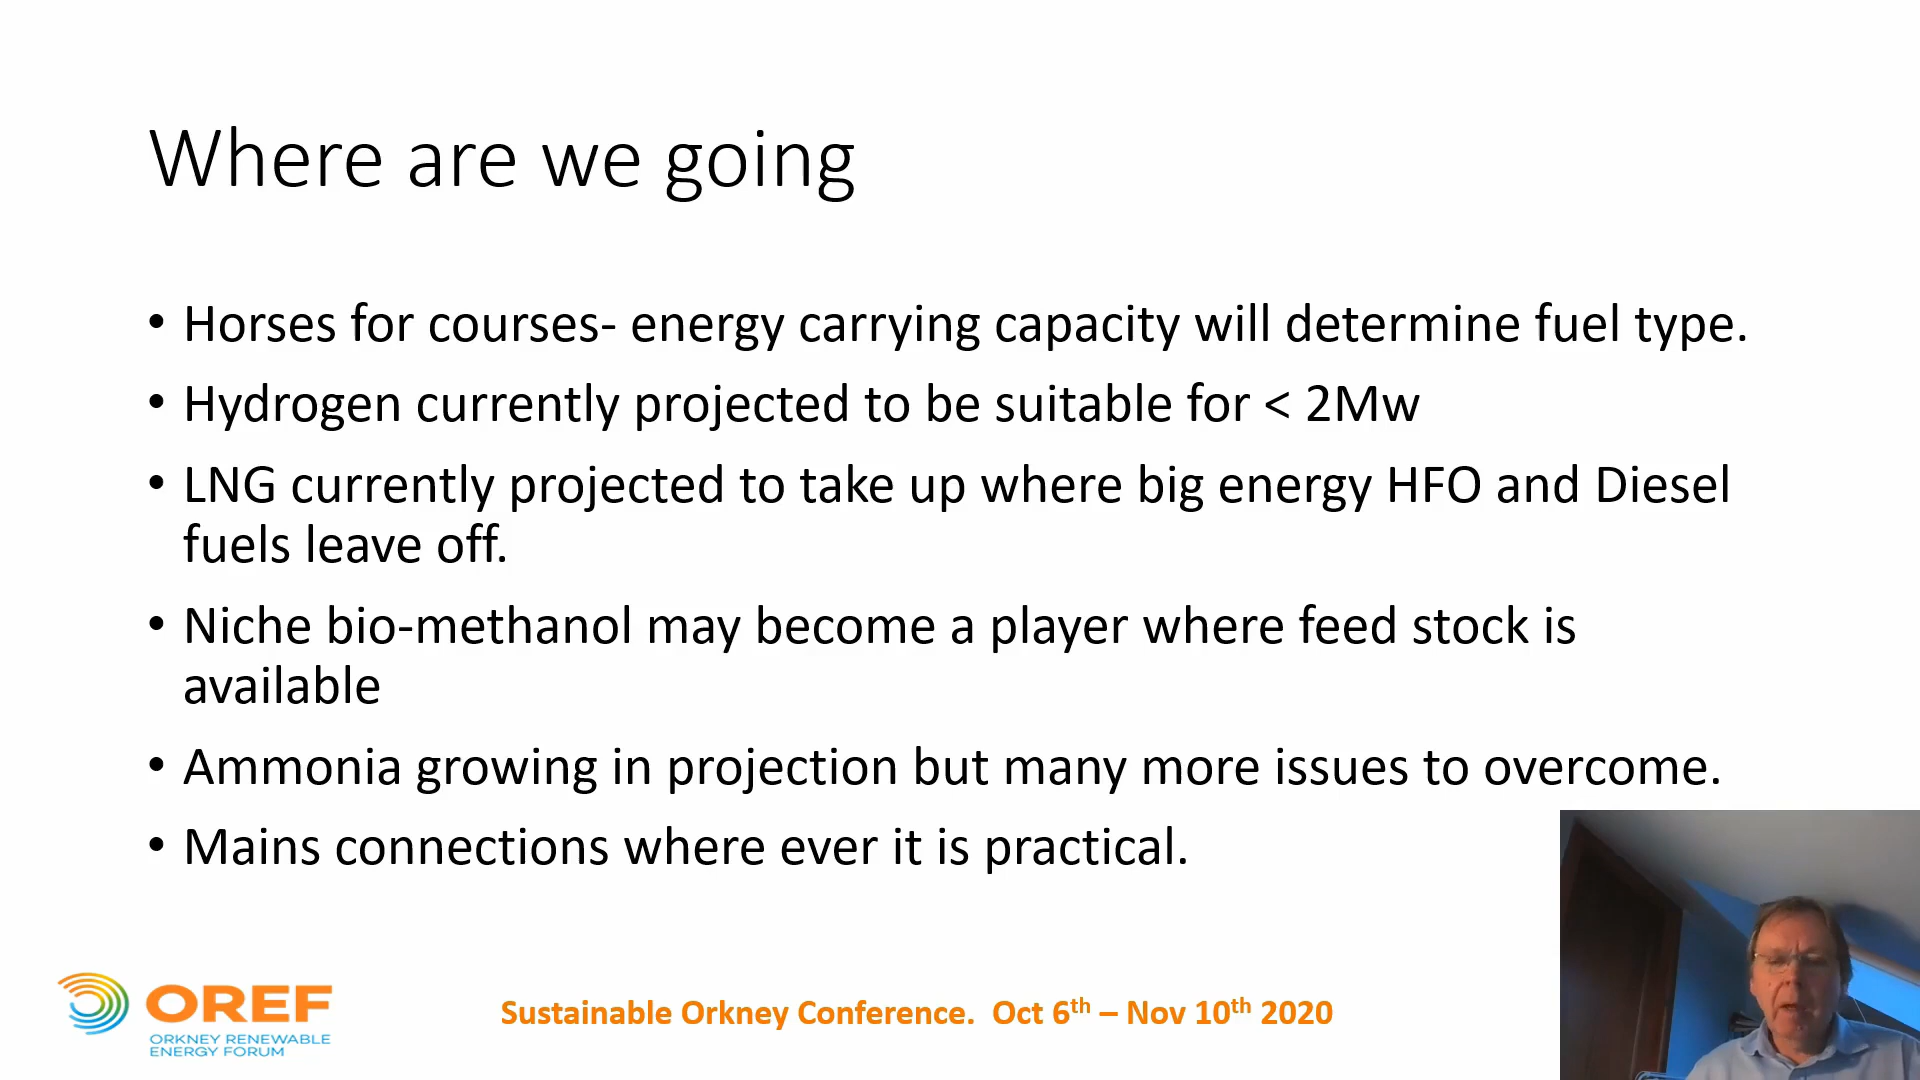 Where are we going
• Horses for courses- energy carrying capacity will determine fuel type.
• Hydrogen currently projected to be suitable for < 2Mw
• LNG currently projected to take up where big energy HFO and Diesel
fuels leave off.
• Niche bio-methanol may become a player where feed stock is
available
• Ammonia growing in projection but many more issues to overcome.
• Mains connections where ever it is practical.
OREF
ORKNEY RENEWABLE
ENERGY FORUM
Sustainable Orkney Conference. Oct 6th – Nov 10th 2020